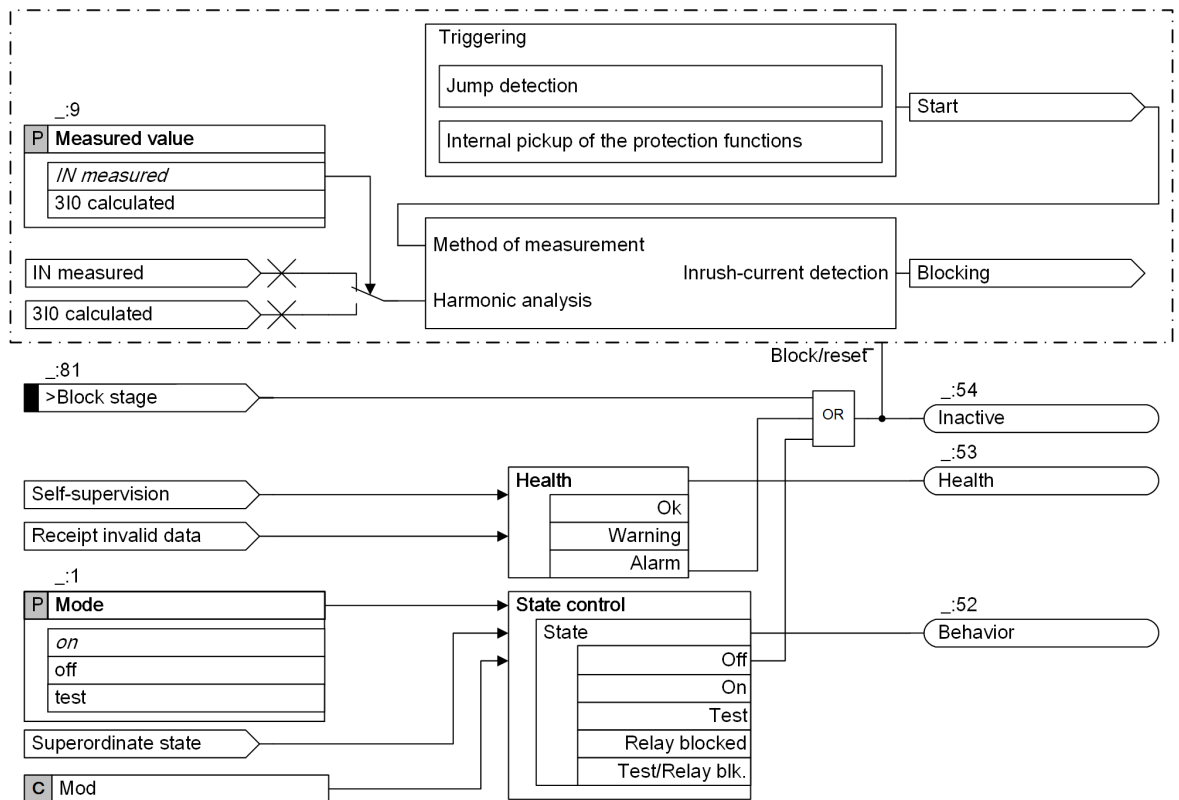 Triggering
Jump detection
Internal pickup of the protection functions
Start
_:9
P Measured value
IN measured
3I0 calculated
Method of measurement
Inrush-current detection
Blocking
Harmonic analysis
IN measured
3I0 calculated
Block/reset
_:81
>Block stage
OR
_:54
Inactive
_:53
Health
Self-supervision
Receipt invalid data
Health
Ok
Warning
Alarm
_:1
P Mode
on
off
test
Superordinate state
C Mod
State control
State
Off
On
Test
Relay blocked
Test/Relay blk.
_:52
Behavior